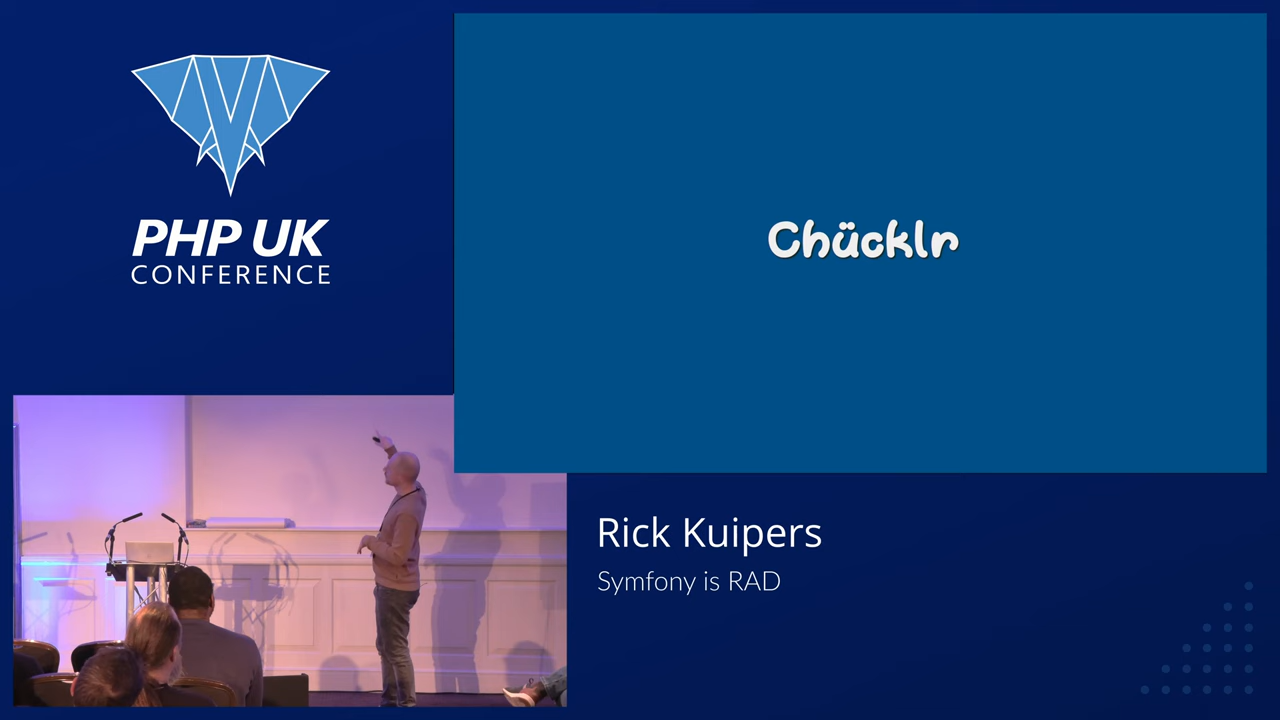 PHP UK
CONFERENCE
Chücklr
Rick Kuipers
Symfony is RAD